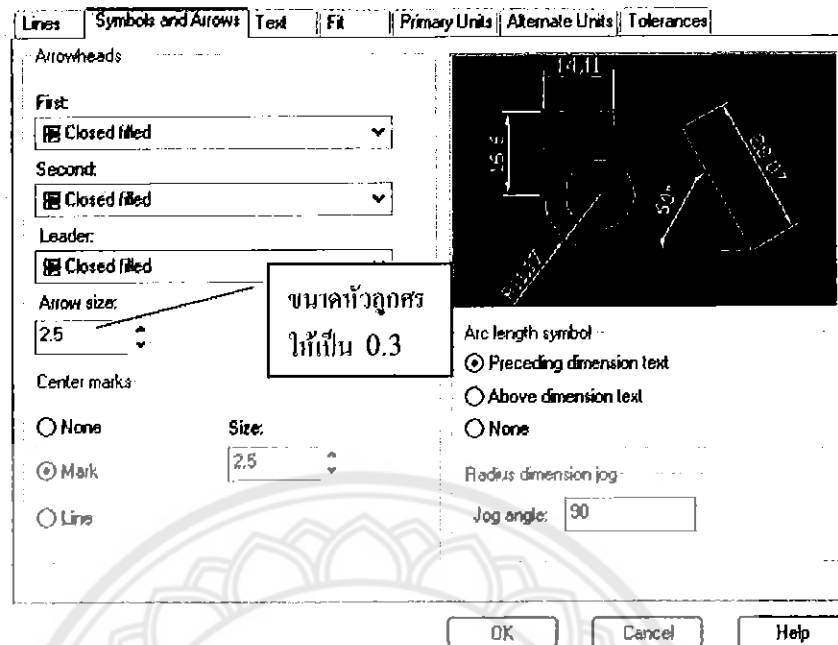 Lines Symbols and Arrows Text Fit Primary Units Alternate Units Tolerances
Arrowheads
First:
Closed filled
Second:
Closed filled
Leader:
Closed filled
Arrow size:
2.5
ขนาดหัวลูกศร
ให้เป็น 0.3
Center marks
None
Mark
Line
Size:
2.5
14.11
Arc length symbol
Preceding dimension text
Above dimension text
None
Radius dimension jog
Jog angle: 90
OK Cancel Help